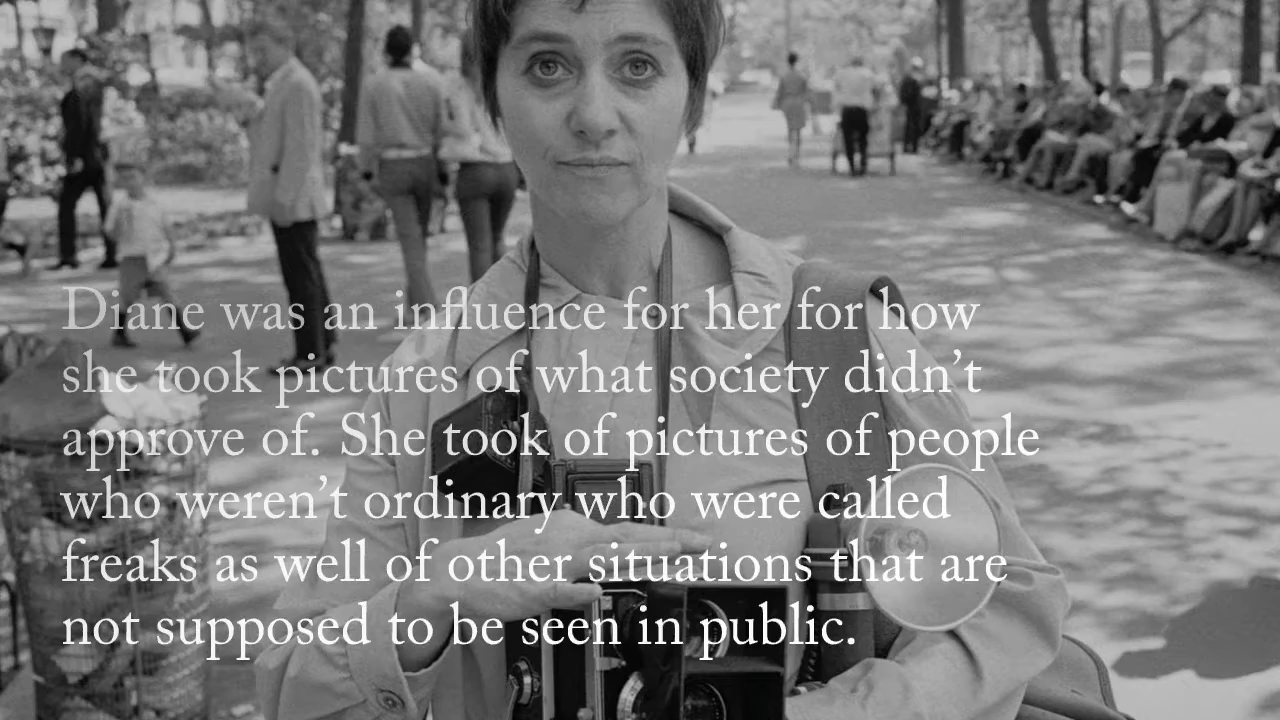 Diane was an influence for her for how
she took pictures of what society didn’t
approve of. She took of pictures of people
who weren’t ordinary who were called
freaks as well of other situations that are
not supposed to be seen in public.